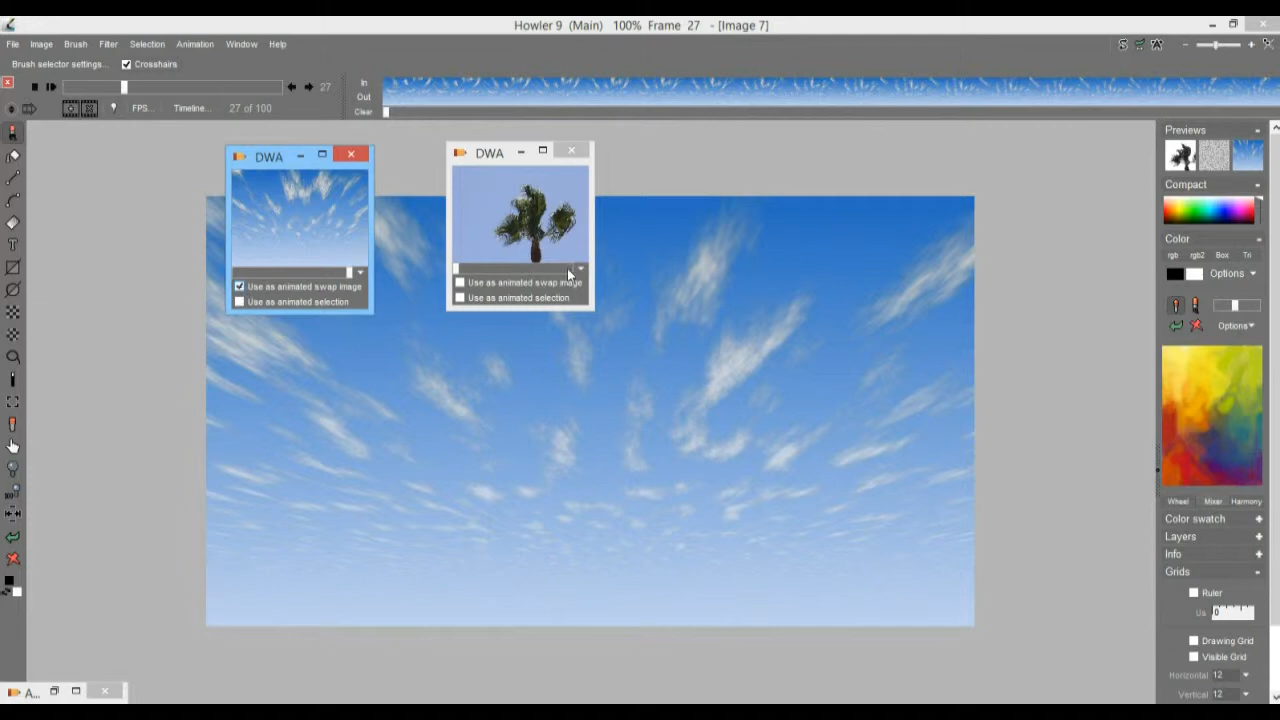 Howler 9 (Main) 100% Frame 27 - [Image 7]
File Image Brush Filter Selection Animation Window Help
Brush selector settings... Crosshairs
27
In
Out
Clear
FPS... Timeline... 27 of 100
DWA
Use as animated swap image
Use as animated selection
DWA
Use as animated swap image
Use as animated selection
Previews
Compact
Color
rgb rgb2 Box Tri
Options
Options
Wheel Mixer Harmony
Color swatch
Layers
Info
Grids
Ruler
Us 0
Drawing Grid
Visible Grid
Horizontal 12
Vertical 12
A...